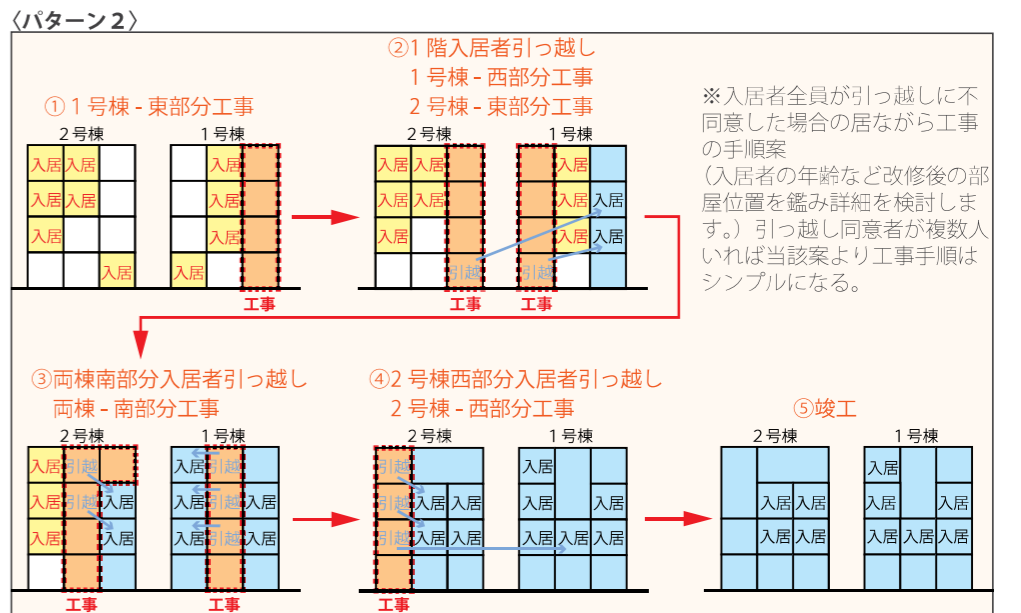 〈パターン２〉
①１号棟 - 東部分工事
2号棟
1号棟
入居 入居 入居
入居 入居 入居
入居 入居
入居 入居
工事
②1 階入居者引っ越し
1 号棟 - 西部分工事
2 号棟 - 東部分工事
2号棟
1号棟
入居 入居 入居
入居 入居 入居 入居
入居 入居 入居
引越 引越
工事 工事
※入居者全員が引っ越しに不
同意した場合の居ながら工事
の手順案
（入居者の年齢など改修後の部
屋位置を鑑み詳細を検討しま
す。）引っ越し同意者が複数人
いれば当該案より工事手順は
シンプルになる。
③両棟南部分入居者引っ越し
両棟 - 南部分工事
2号棟
1号棟
入居 引越 入居 引越
入居 引越 入居 入居 引越 入居
入居 入居 入居 引越 入居
工事 工事
④2 号棟西部分入居者引っ越し
2 号棟 - 西部分工事
2号棟
1号棟
引越 入居
引越 入居 入居 入居 入居
引越 入居 入居 入居 入居 入居
工事
⑤竣工
2号棟
1号棟
入居
入居 入居 入居 入居
入居 入居 入居 入居 入居